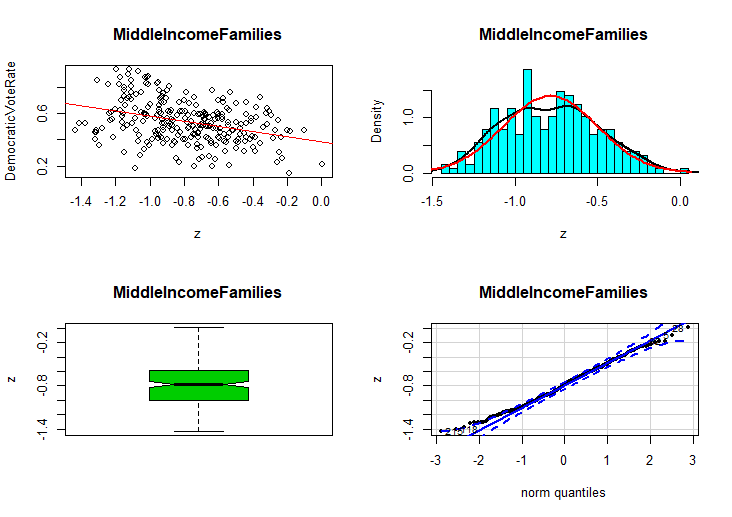 MiddleIncomeFamilies
DemocraticVoteRate
0.2 0.6
-1.4 -1.2 -1.0 -0.8 -0.6 -0.4 -0.2 0.0
z
MiddleIncomeFamilies
Density
0.0 1.0
-1.5 -1.0 -0.5 0.0
z
MiddleIncomeFamilies
z
-1.4 -0.8 -0.2
MiddleIncomeFamilies
z
-1.4 -0.8 -0.2
-3 -2 -1 0 1 2 3
norm quantiles